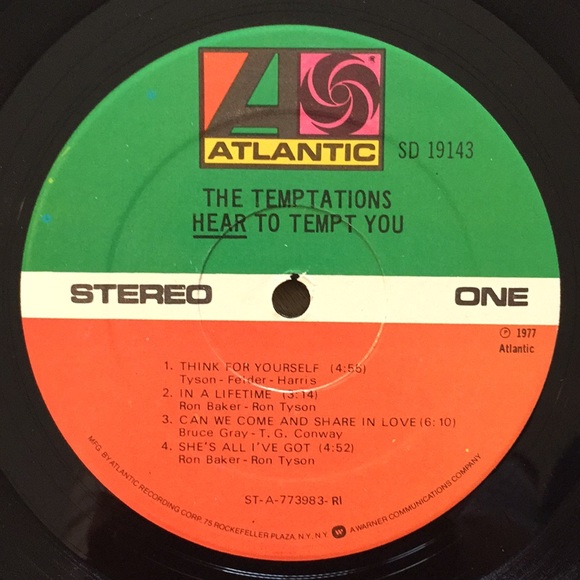 ATLANTIC
SD 19143
THE TEMPTATIONS
HEAR TO TEMPT YOU
STEREO
ONE
℗ 1977
Atlantic
1. THINK FOR YOURSELF (4:55)
Tyson-Felder-Harris
2. IN A LIFETIME (3:14)
Ron Baker-Ron Tyson
3. CAN WE COME AND SHARE IN LOVE(6:10)
Bruce Gray-T.G. Conway
4. SHE'S ALL I'VE GOT (4:52)
Ron Baker-Ron Tyson
ST-A-773983-RI
MFG. BY ATLANTIC RECORDING CORP. 75 ROCKEFELLER PLAZA, N.Y. N.Y. A WARNER COMMUNICATIONS COMPANY